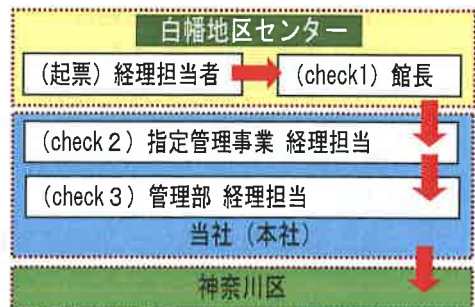 白幡地区センター
（起票）経理担当者
（check1）館長
（check２）指定管理事業 経理担当
（check３）管理部 経理担当
当社（本社）
神奈川区